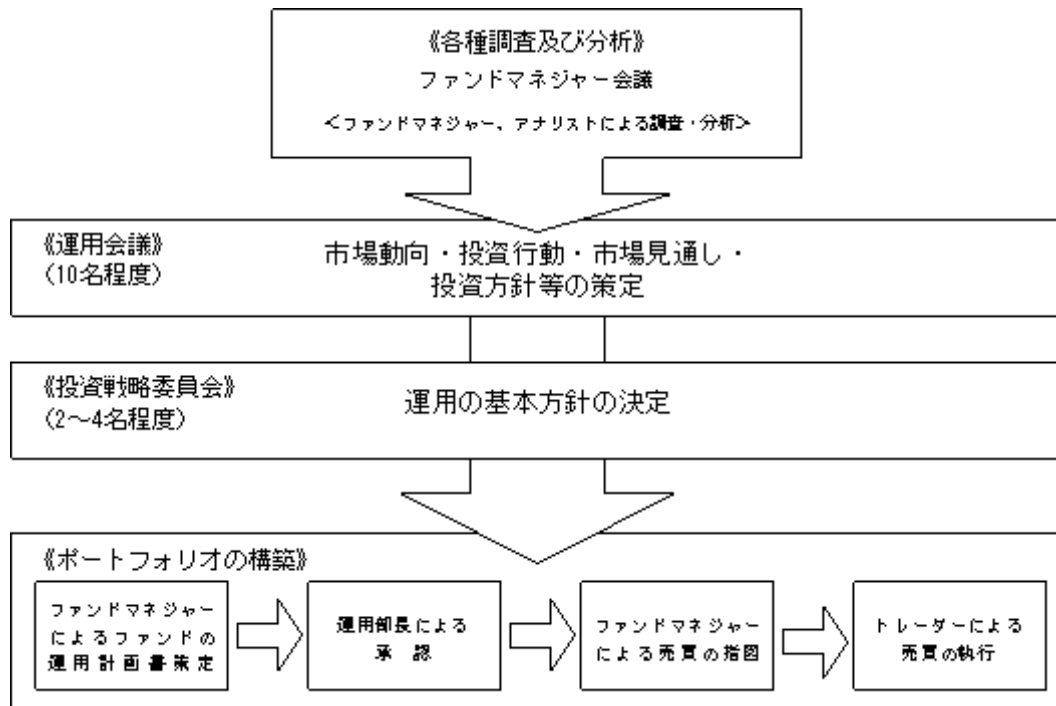 《各種調査及び分析》
ファンドマネジャー会議
＜ファンドマネジャー、アナリストによる調査・分析＞
《運用会議》
（10名程度）
市場動向・投資行動・市場見通し・
投資方針等の策定
《投資戦略委員会》
（2～4名程度）
運用の基本方針の決定
《ポートフォリオの構築》
ファンドマネジャー
によるファンドの
運用計画書策定
運用部長による
承　認
ファンドマネジャー
による売買の指図
トレーダーによる
売買の執行